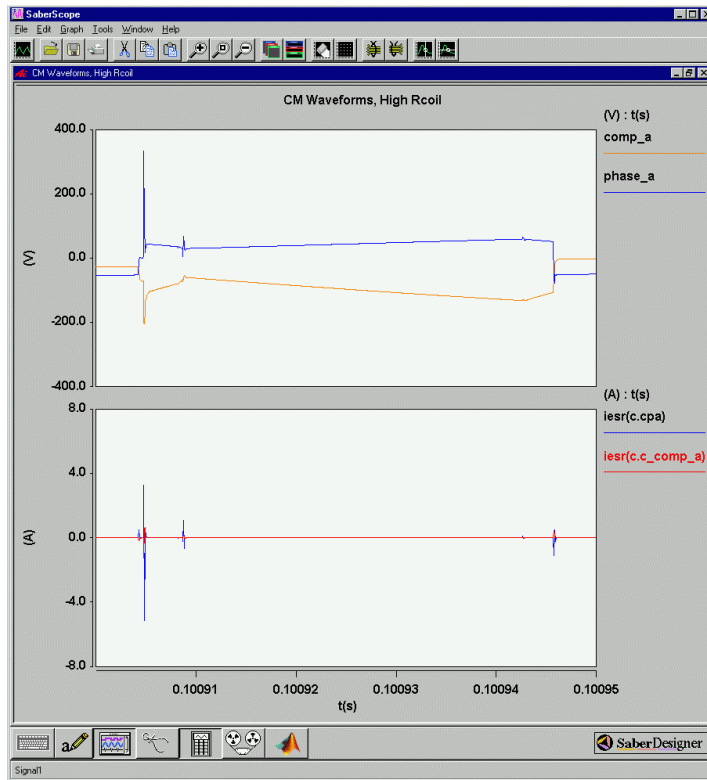 SaberScope
File Edit Graph Tools Window Help
CM Waveforms, High Rcoil
CM Waveforms, High Rcoil
400.0
200.0
0.0
-200.0
-400.0
(V)
(V) : t(s)
comp_a
phase_a
8.0
4.0
0.0
-4.0
-8.0
(A)
(A) : t(s)
iesr(c.cpa)
iesr(c.c_comp_a)
0.10091 0.10092 0.10093 0.10094 0.10095
t(s)
a
SaberDesigner
Signal1